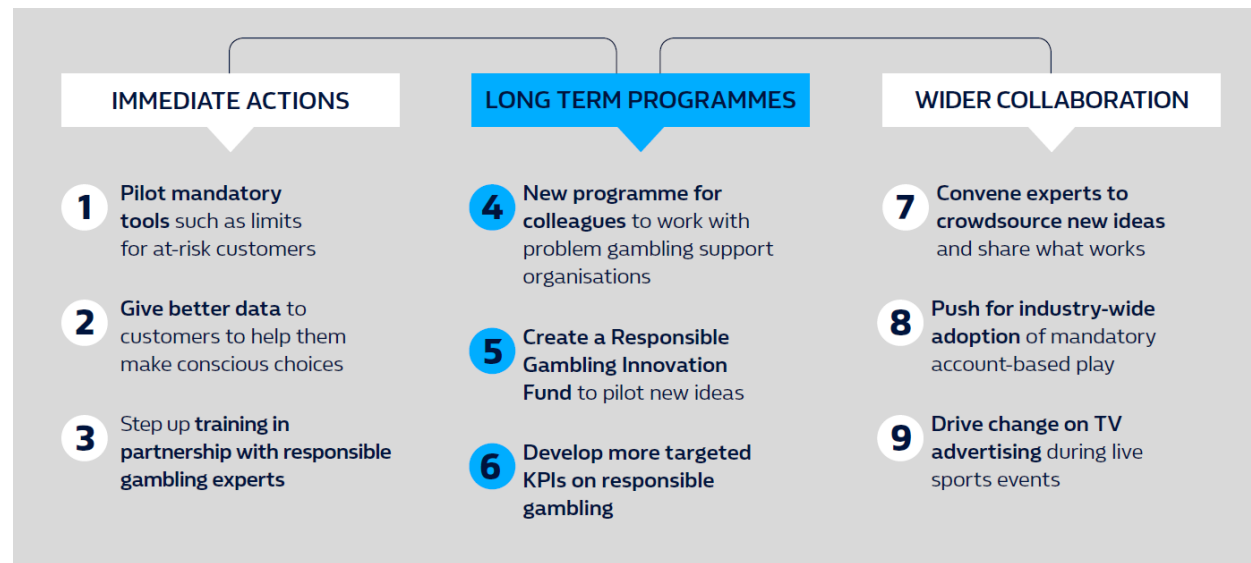 IMMEDIATE ACTIONS
1
Pilot mandatory
tools such as limits
for at-risk customers
2
Give better data to
customers to help them
make conscious choices
3
Step up training in
partnership with responsible
gambling experts
LONG TERM PROGRAMMES
4
New programme for
colleagues to work with
problem gambling support
organisations
5
Create a Responsible
Gambling Innovation
Fund to pilot new ideas
6
Develop more targeted
KPIs on responsible
gambling
WIDER COLLABORATION
7
Convene experts to
crowdsource new ideas
and share what works
8
Push for industry-wide
adoption of mandatory
account-based play
9
Drive change on TV
advertising during live
sports events